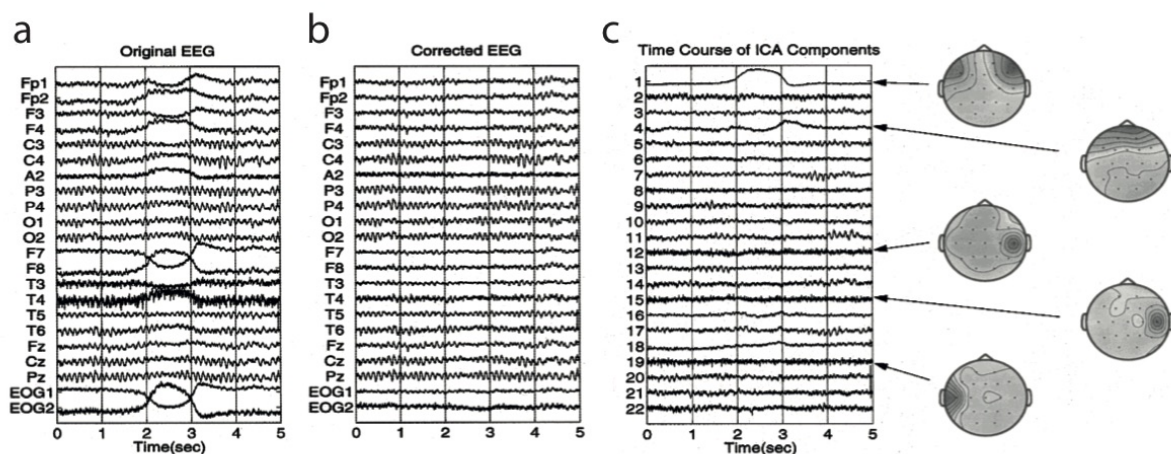 a
Original EEG
Fp1
Fp2
F3
F4
C3
C4
A2
P3
P4
O1
O2
F7
F8
T3
T4
T5
T6
Fz
Cz
Pz
EOG1
EOG2
0 1 2 3 4 5
Time(sec)
b
Corrected EEG
Fp1
Fp2
F3
F4
C3
C4
A2
P3
P4
O1
O2
F7
F8
T3
T4
T5
T6
Fz
Cz
Pz
EOG1
EOG2
0 1 2 3 4 5
Time(sec)
c
Time Course of ICA Components
1
2
3
4
5
6
7
8
9
10
11
12
13
14
15
16
17
18
19
20
21
22
0 1 2 3 4 5
Time(sec)